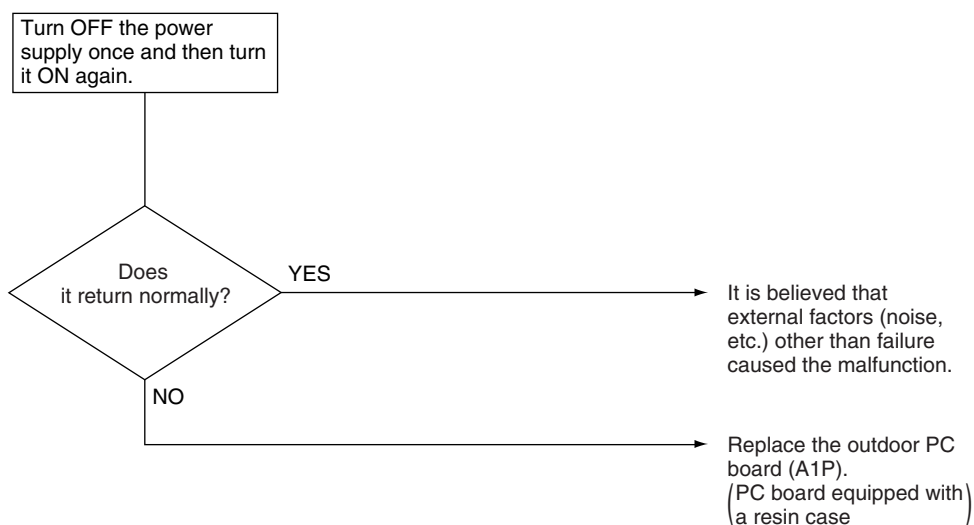 Turn OFF the power
supply once and then turn
it ON again.
Does
it return normally?
YES
It is believed that
external factors (noise,
etc.) other than failure
caused the malfunction.
NO
Replace the outdoor PC
board (A1P).
(PC board equipped with
a resin case)